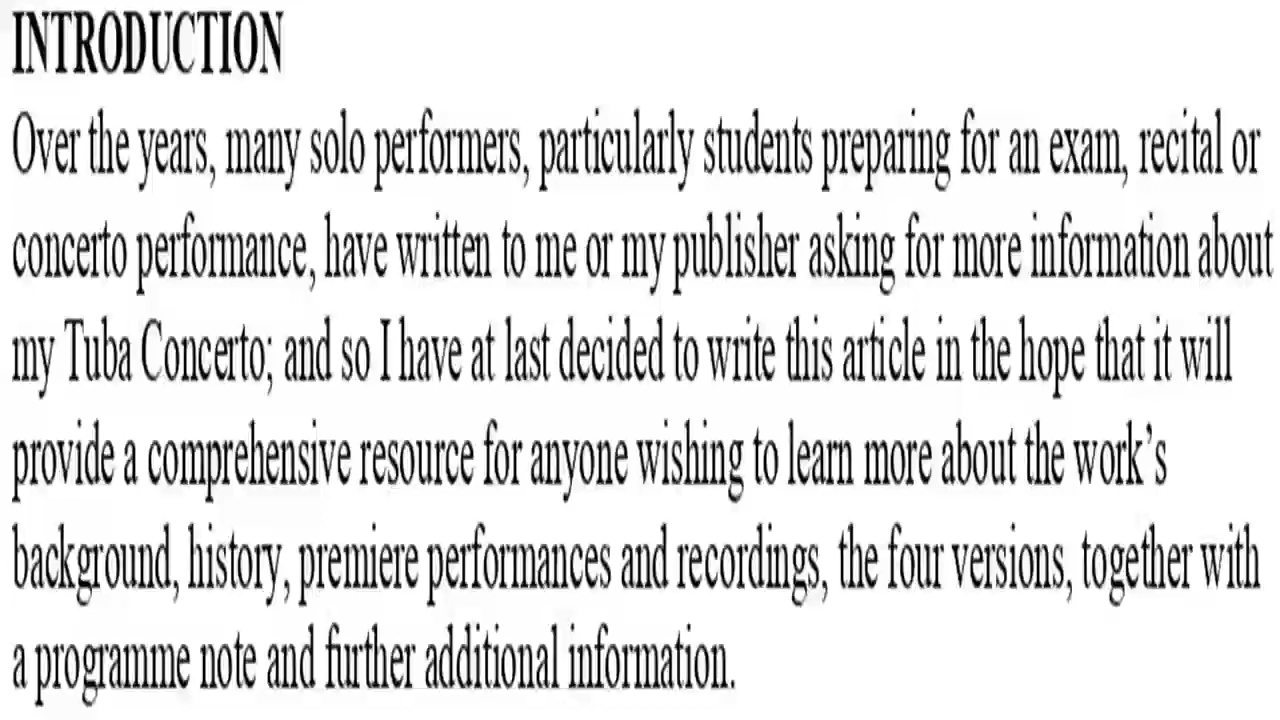 INTRODUCTION
Over the years, many solo performers, particularly students preparing for an exam, recital or
concerto performance, have written to me or my publisher asking for more information about
my Tuba Concerto; and so I have at last decided to write this article in the hope that it will
provide a comprehensive resource for anyone wishing to learn more about the work’s
background, history, premiere performances and recordings, the four versions, together with
a programme note and further additional information.